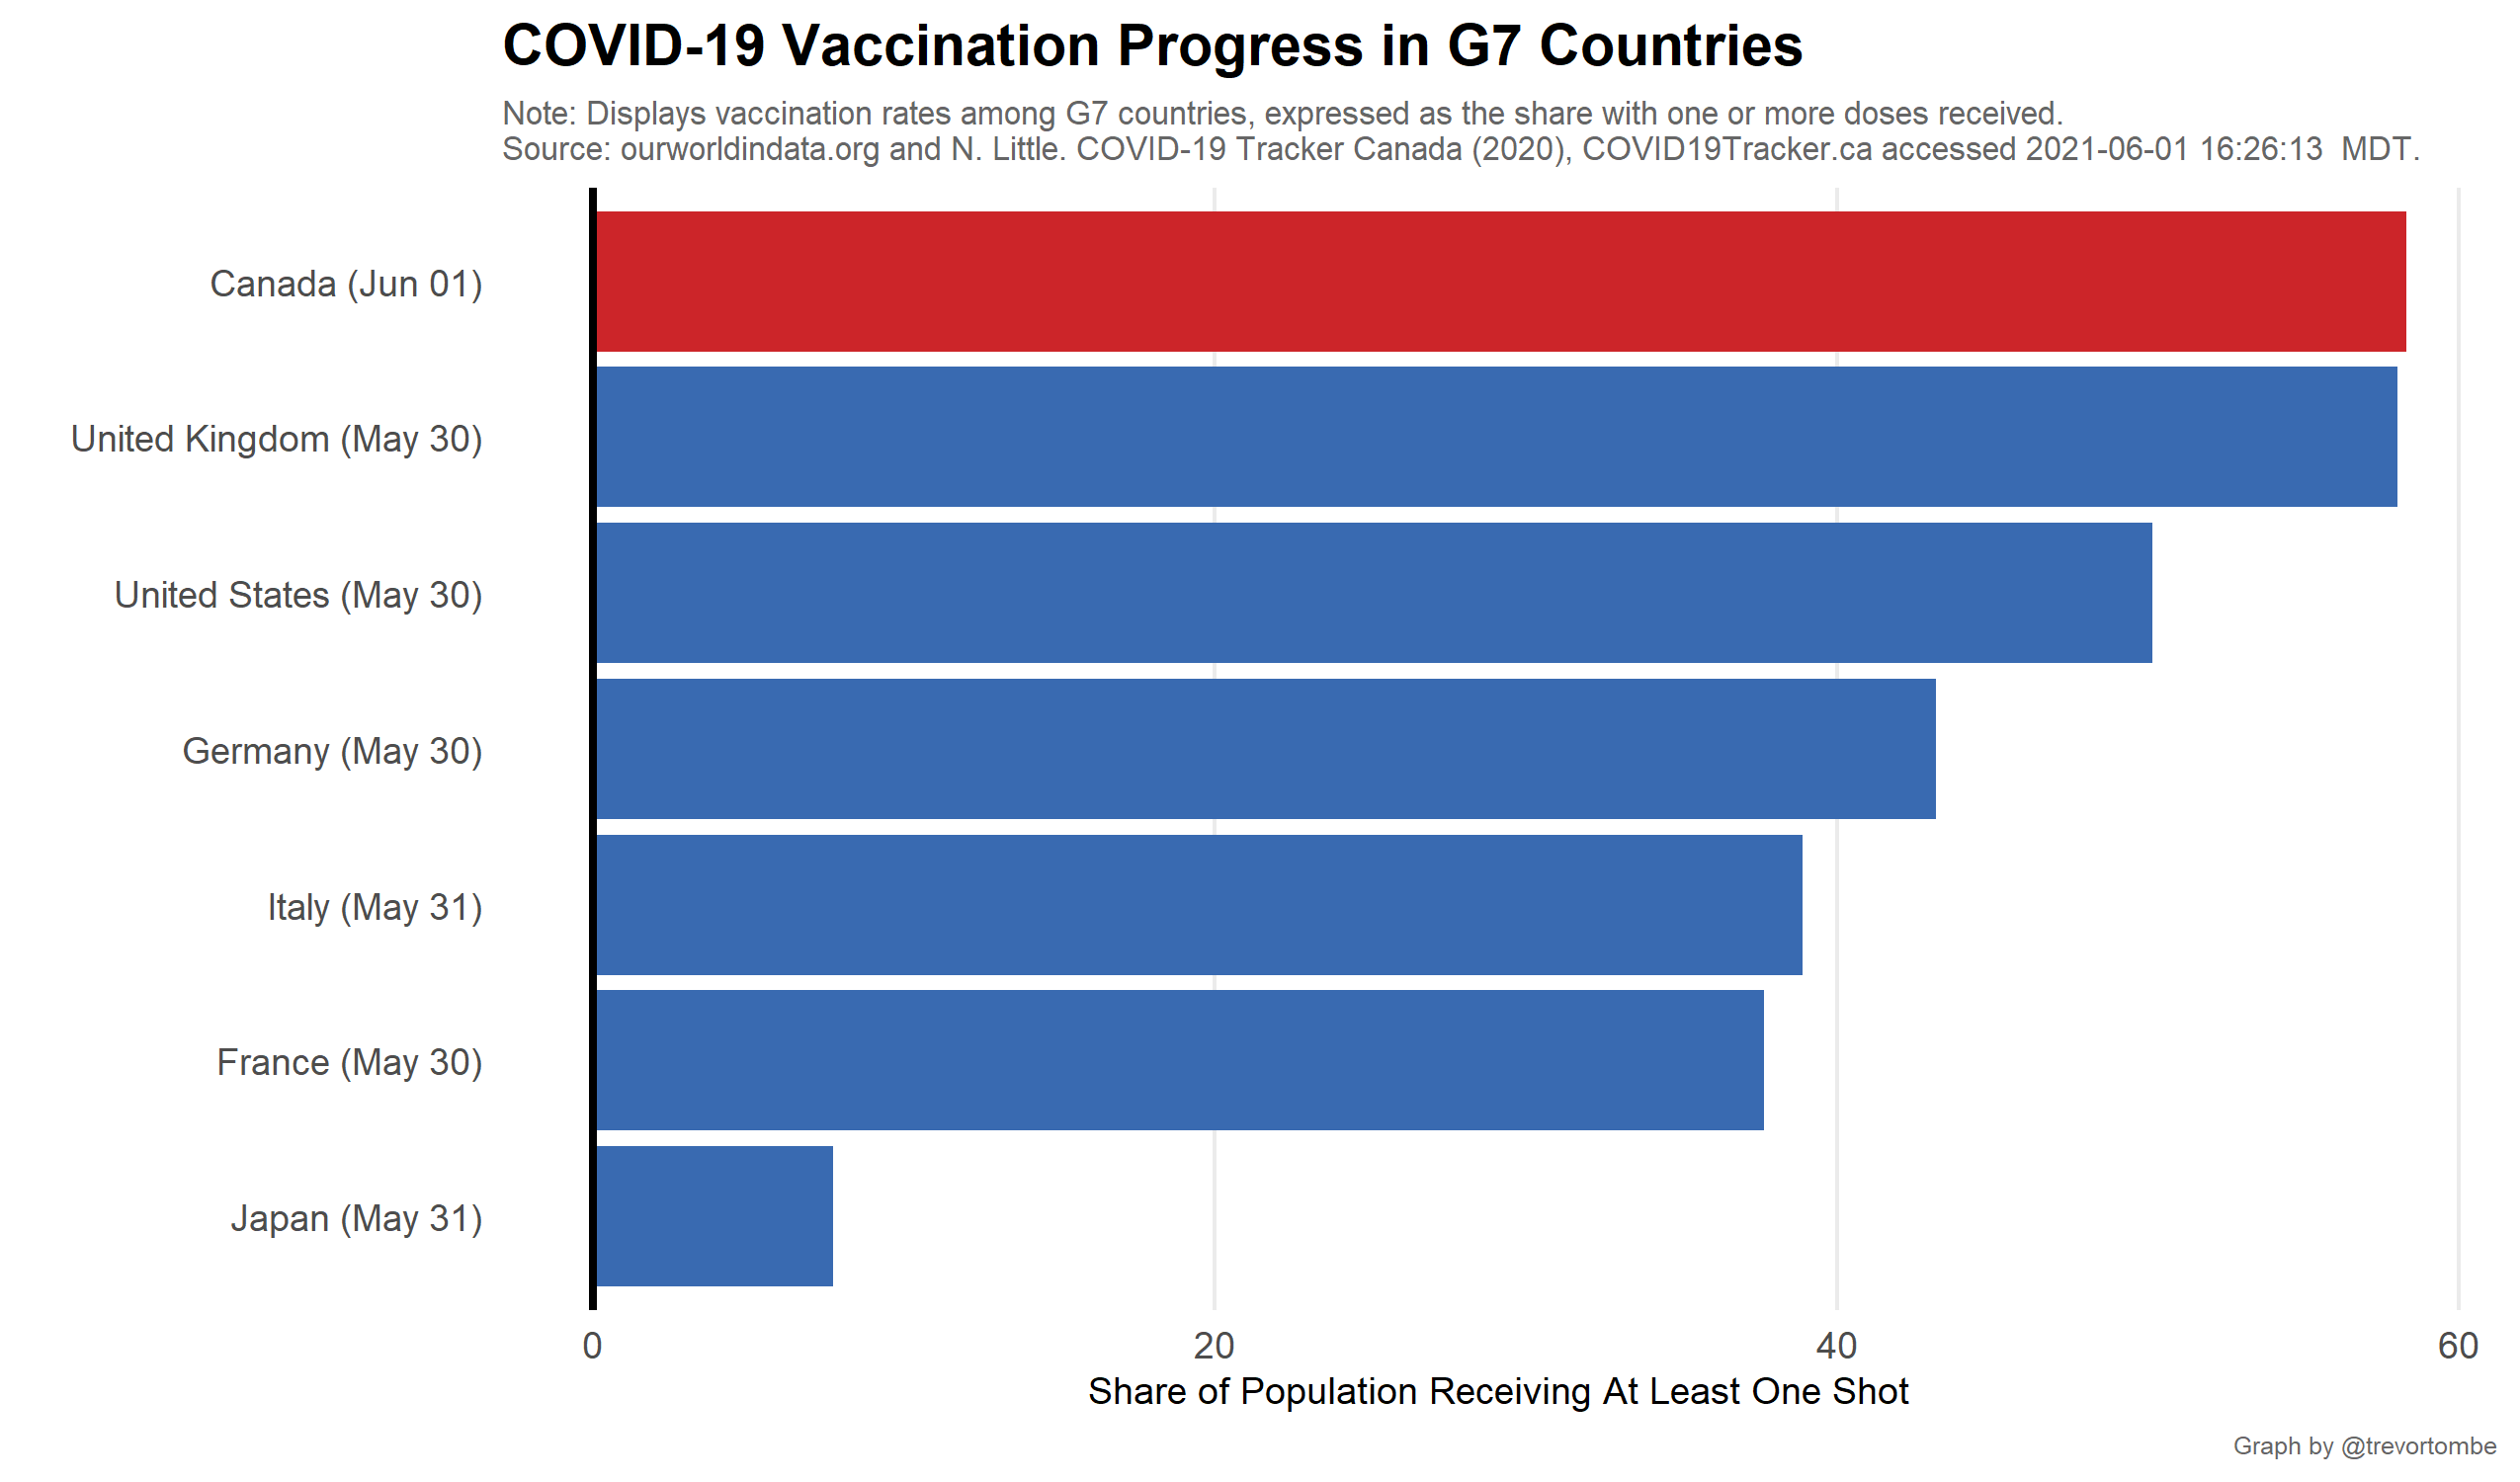 COVID-19 Vaccination Progress in G7 Countries
Note: Displays vaccination rates among G7 countries, expressed as the share with one or more doses received.
Source: ourworldindata.org and N. Little. COVID-19 Tracker Canada (2020), COVID19Tracker.ca accessed 2021-06-01 16:26:13  MDT.
Canada (Jun 01)
United Kingdom (May 30)
United States (May 30)
Germany (May 30)
Italy (May 31)
France (May 30)
Japan (May 31)
0 20 40 60
Share of Population Receiving At Least One Shot
Graph by @trevortombe